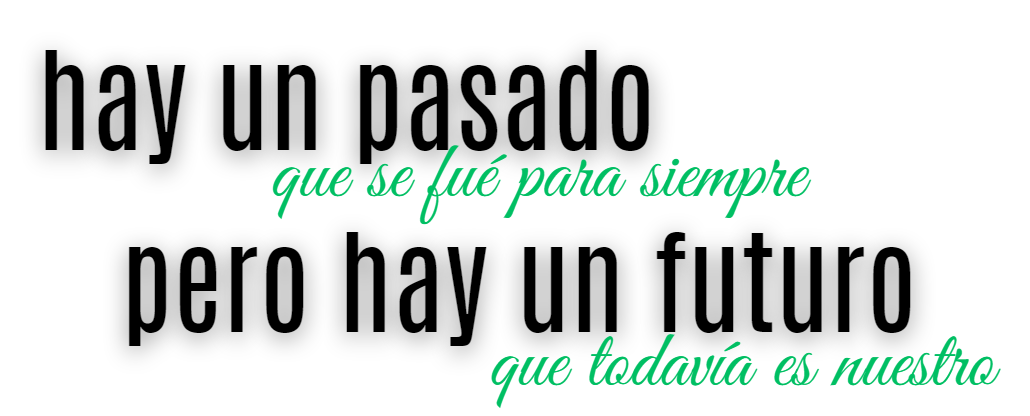 hay un pasado
que se fué para siempre
pero hay un futuro
que todavía es nuestro